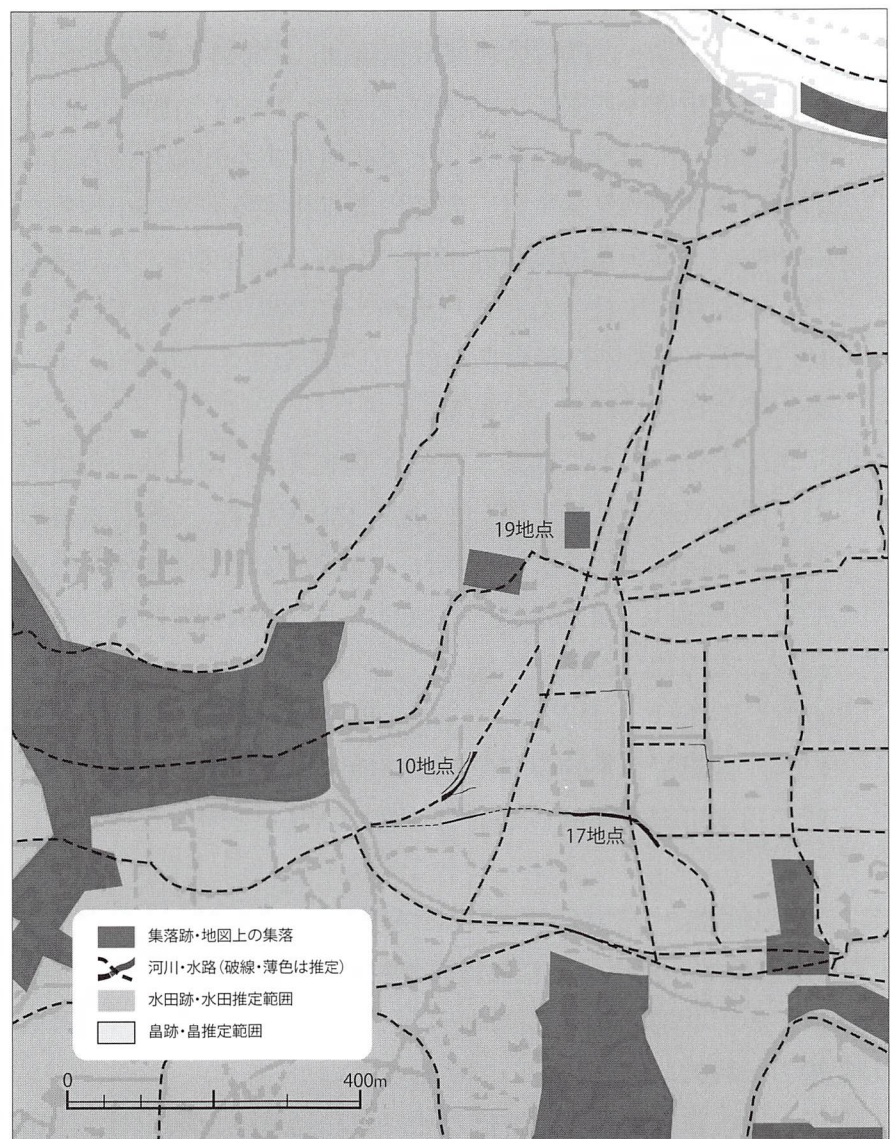 19地点
村上川上
10地点
17地点
集落跡・地図上の集落
河川・水路(破線・薄色は推定)
水田跡・水田推定範囲
畠跡・畠推定範囲
0 400m